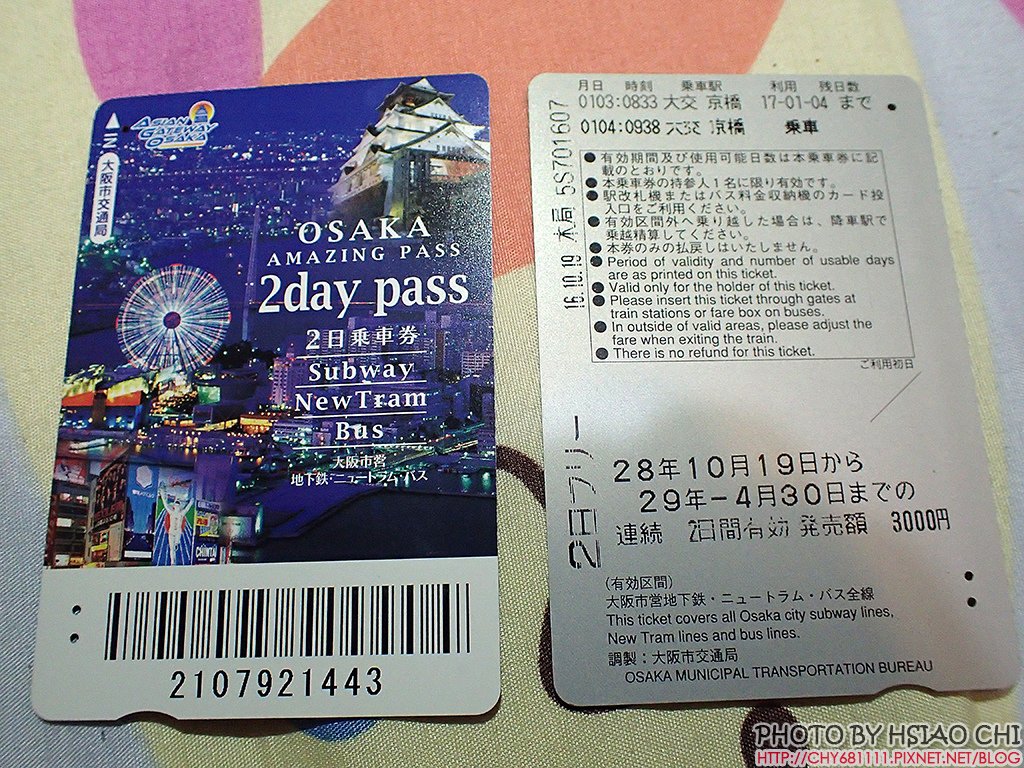 ASIAN
GATEWAY
OSAKA
大阪市交通局
OSAKA
AMAZING PASS
2day pass
2日乗車券
Subway
NewTram
Bus
大阪市営
地下鉄・ニュートラム・バス
2107921443
月日 時刻 乗車駅 利用 残日数
0103:0833 大交 京橋 17-01-04 まで
0104:0938 大交 京橋 乗車
16.10.19 本局 5S701607
●有効期間及び使用可能日数は本乗車券に記
載のとおりです。
●本乗車券の持参人1名に限り有効です。
●駅改札機またはバス料金収納機のカード投
入口をご利用ください。
●有効区間外へ乗り越した場合は、降車駅で
乗越精算してください。
●本券のみの払戻しはいたしません。
●Period of validity and number of usable days
are as printed on this ticket.
●Valid only for the holder of this ticket.
●Please insert this ticket through gates at
train stations or fare box on buses.
●In outside of valid areas, please adjust the
fare when exiting the train.
●There is no refund for this ticket.
ご利用初日
2日フリー
28年10月19日から
29年-4月30日までの
連続 2日間有効 発売額 3000円
(有効区間)
大阪市営地下鉄・ニュートラム・バス全線
This ticket covers all Osaka city subway lines,
New Tram lines and bus lines.
調製：大阪市交通局
OSAKA MUNICIPAL TRANSPORTATION BUREAU
PHOTO BY HSIAO CHI
HTTP://CHY681111.PIXNET.NET/BLOG